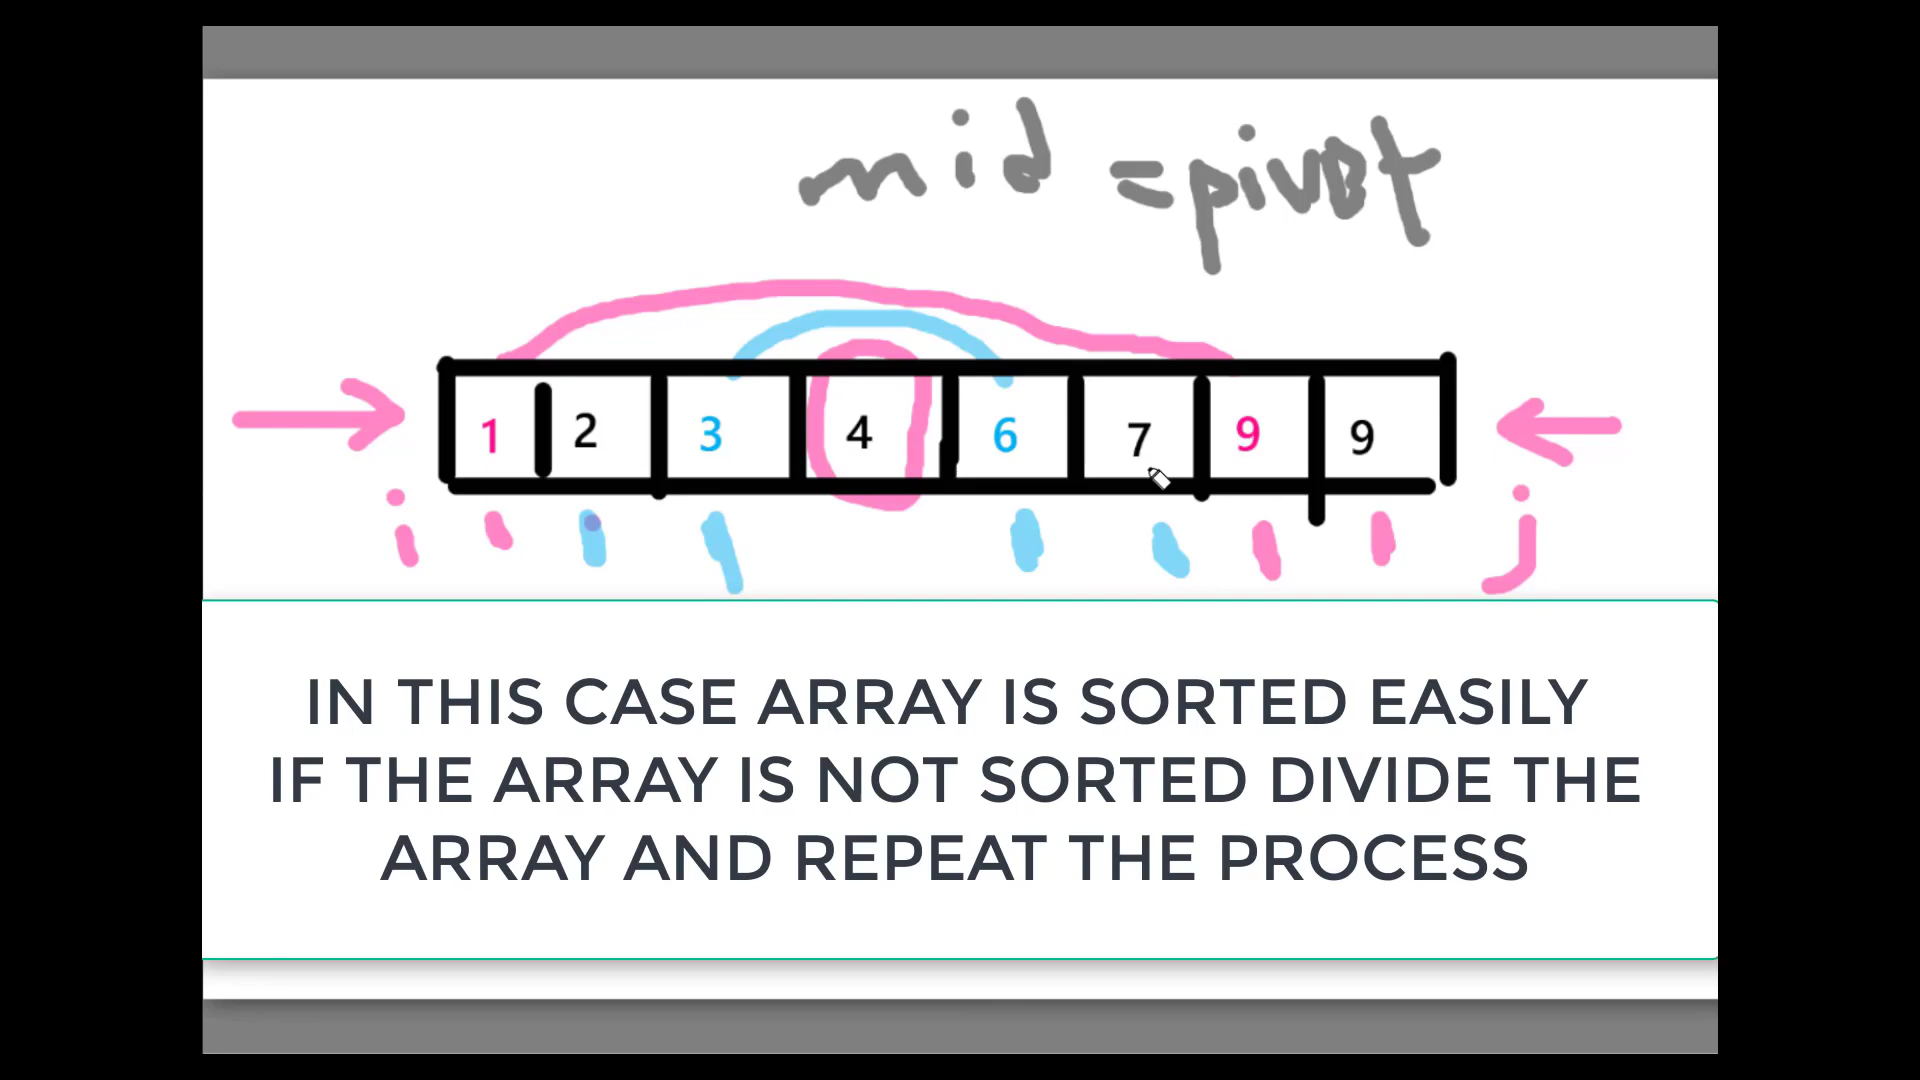 mid = pivot
1 2 3 4 6 7 9 9
i j
IN THIS CASE ARRAY IS SORTED EASILY
IF THE ARRAY IS NOT SORTED DIVIDE THE
ARRAY AND REPEAT THE PROCESS